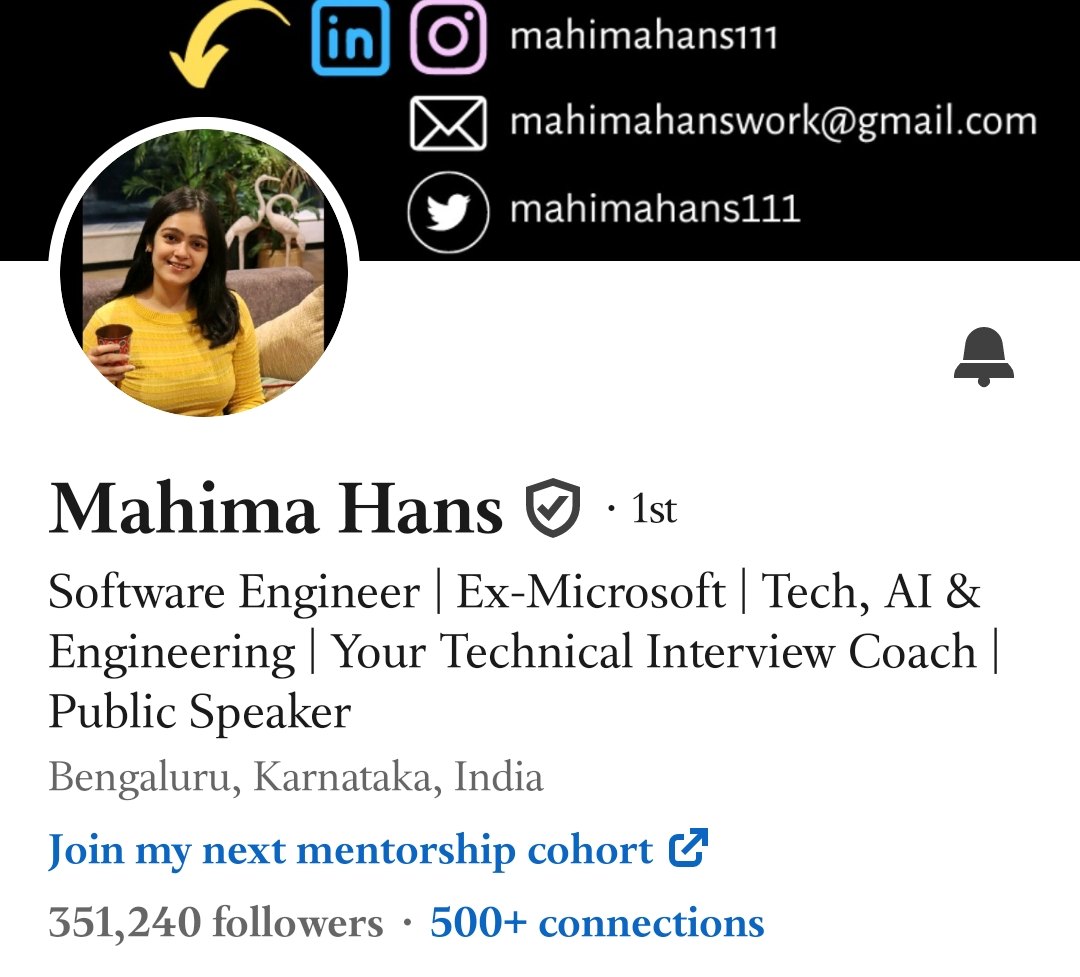 in
mahimahans111
mahimahanswork@gmail.com
mahimahans111
Mahima Hans · 1st
Software Engineer | Ex-Microsoft | Tech, AI &
Engineering | Your Technical Interview Coach |
Public Speaker
Bengaluru, Karnataka, India
Join my next mentorship cohort
351,240 followers · 500+ connections